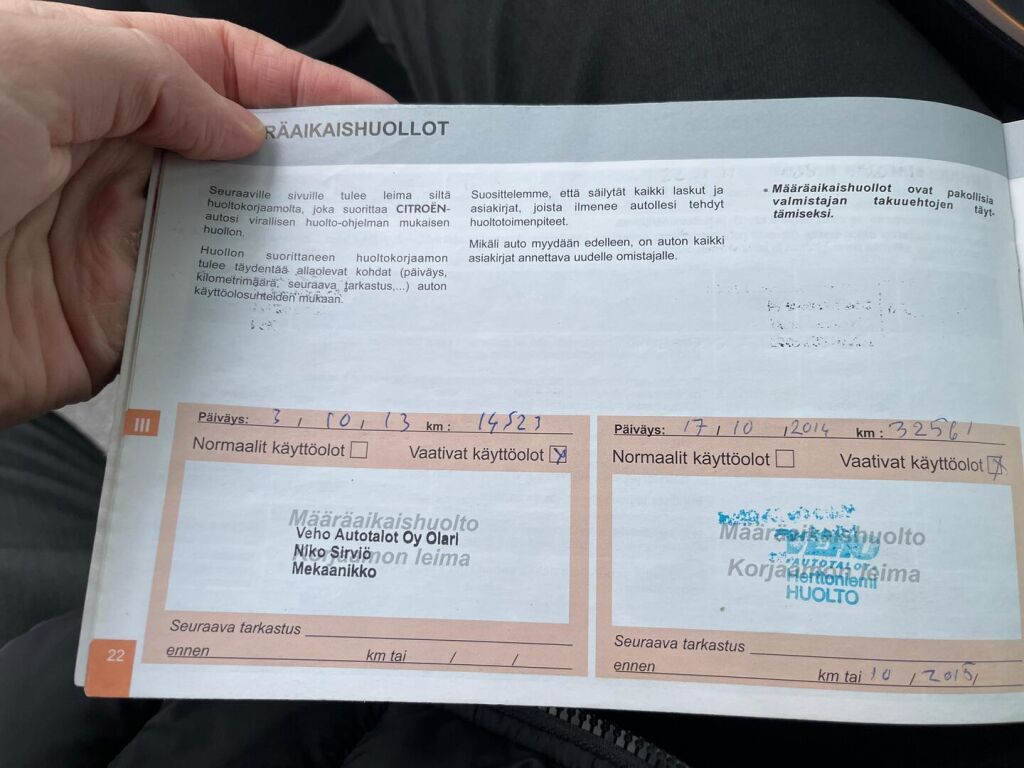 RÄAIKAISHUOLLOT
Seuraaville sivuille tulee leima siltä
huoltokorjaamolta, joka suorittaa CITROËN-
autosi virallisen huolto-ohjelman mukaisen
huollon.
Huollon suorittaneen huoltokorjaamon
tulee täydentää allaolevat kohdat (päiväys,
kilometrimäärä, seuraava tarkastus,...) auton
käyttöolosuhteiden mukaan.
Suosittelemme, että säilytät kaikki laskut ja
asiakirjat, joista ilmenee autollesi tehdyt
huoltotoimenpiteet.
Mikäli auto myydään edelleen, on auton kaikki
asiakirjat annettava uudelle omistajalle.
• Määräaikaishuollot ovat pakollisia
valmistajan takuuehtojen täyt-
tämiseksi.
III
Päiväys: 3, 10, 13 km: 14523
Normaalit käyttöolot Vaativat käyttöolot X
Määräaikaishuolto
Veho Autotalot Oy Olari
Niko Sirviö
Korjaamon leima
Mekaanikko
Seuraava tarkastus
ennen km tai / /
Päiväys: 17, 10, 2014 km: 32561
Normaalit käyttöolot Vaativat käyttöolot X
Määräaikaishuolto
VEHO
AUTOTALOT
Korjaamon leima
Herttoniemi
HUOLTO
Seuraava tarkastus
ennen km tai 10 / 2015/
22